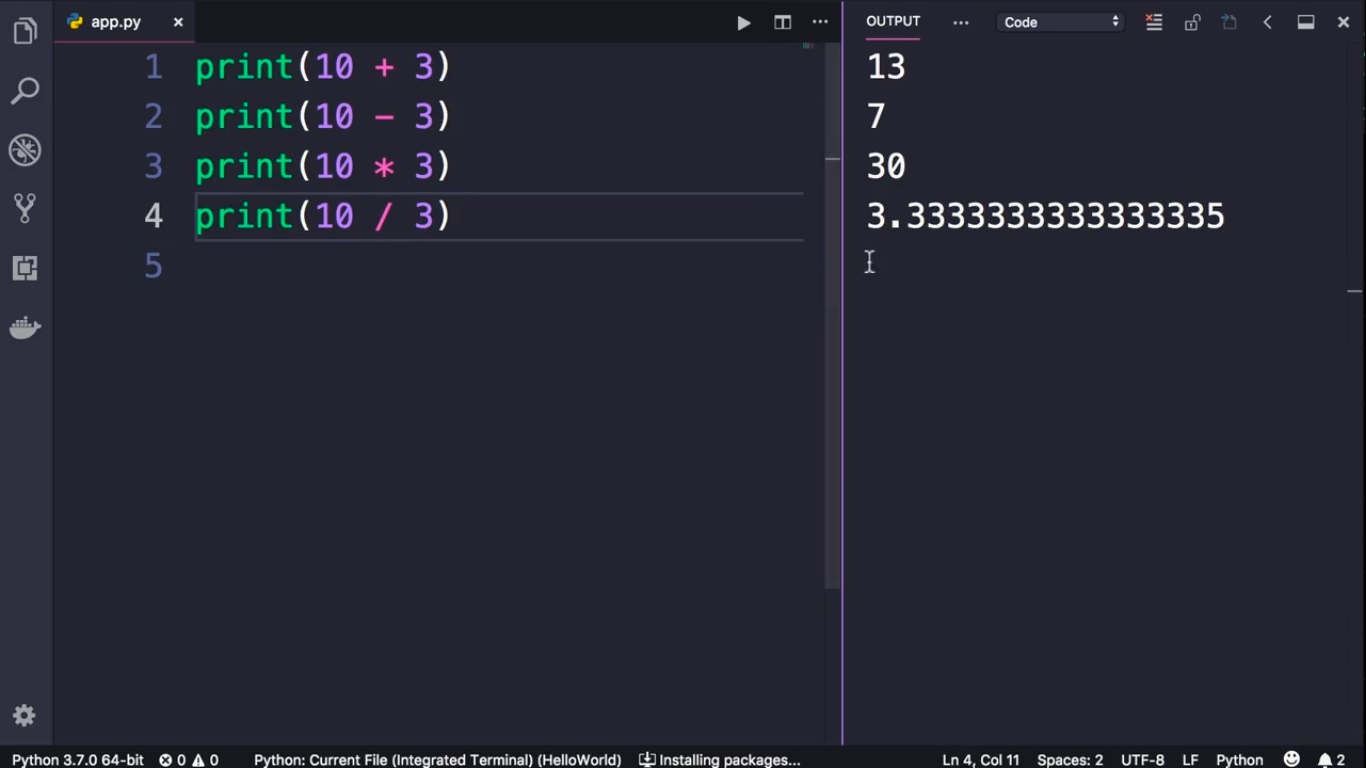 app.py
1 print(10 + 3)
2 print(10 - 3)
3 print(10 * 3)
4 print(10 / 3)
5
OUTPUT
Code
13
7
30
3.3333333333333335
Python 3.7.0 64-bit 0 0 Python: Current File (Integrated Terminal) (HelloWorld) Installing packages... Ln 4, Col 11 Spaces: 2 UTF-8 LF Python 2